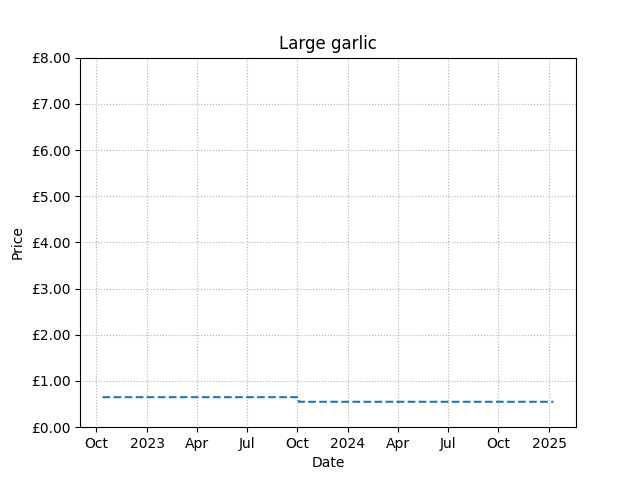 Large garlic
£8.00
£7.00
£6.00
£5.00
£4.00
£3.00
£2.00
£1.00
£0.00
Price
Oct 2023 Apr Jul Oct 2024 Apr Jul Oct 2025
Date